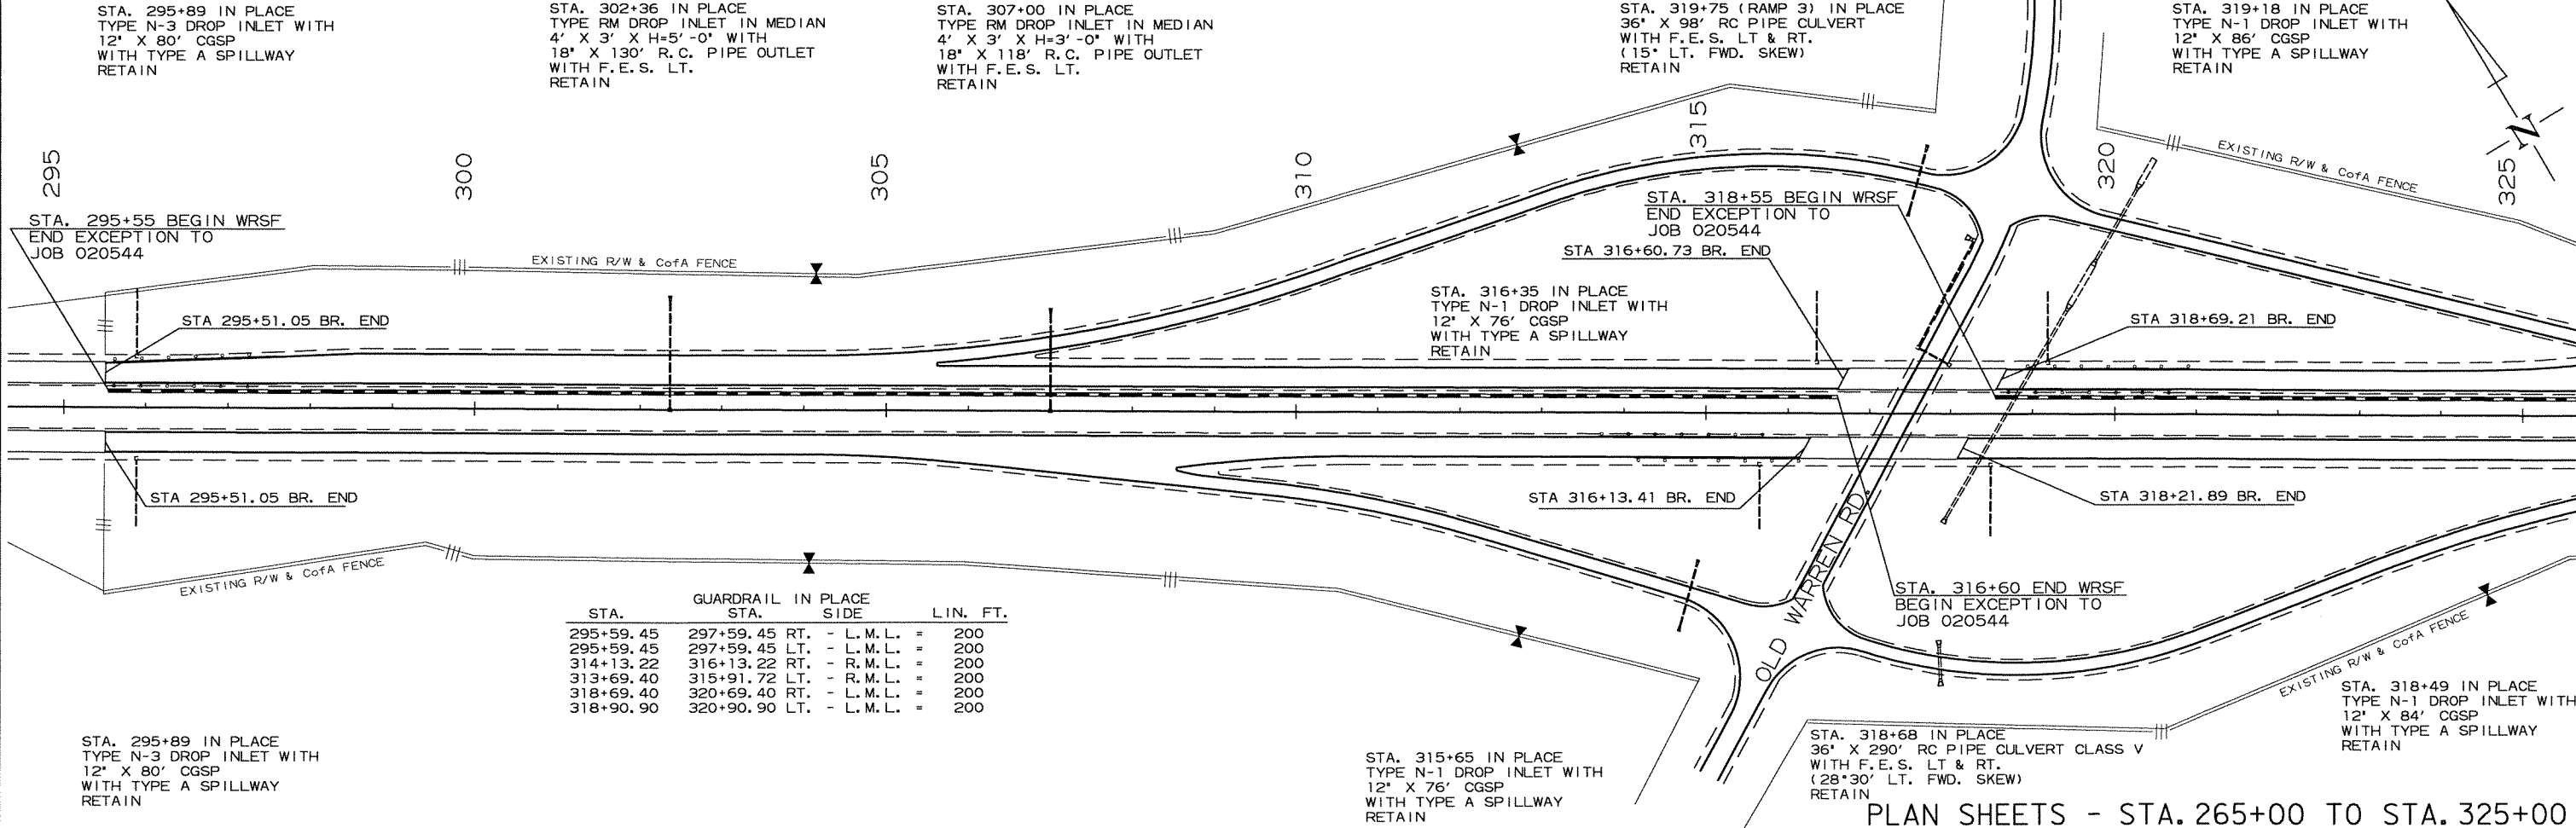 STA. 295+89 IN PLACE
TYPE N-3 DROP INLET WITH
12" X 80' CGSP
WITH TYPE A SPILLWAY
RETAIN
STA. 302+36 IN PLACE
TYPE RM DROP INLET IN MEDIAN
4' X 3' X H=5'-0" WITH
18" X 130' R.C. PIPE OUTLET
WITH F.E.S. LT.
RETAIN
STA. 307+00 IN PLACE
TYPE RM DROP INLET IN MEDIAN
4' X 3' X H=3'-0" WITH
18" X 118' R.C. PIPE OUTLET
WITH F.E.S. LT.
RETAIN
STA. 319+75 (RAMP 3) IN PLACE
36" X 98' RC PIPE CULVERT
WITH F.E.S. LT & RT.
(15° LT. FWD. SKEW)
RETAIN
STA. 319+18 IN PLACE
TYPE N-1 DROP INLET WITH
12" X 86' CGSP
WITH TYPE A SPILLWAY
RETAIN
N
295
300
305
310
315
320
325
EXISTING R/W & CofA FENCE
STA. 295+55 BEGIN WRSF
END EXCEPTION TO
JOB 020544
EXISTING R/W & CofA FENCE
STA. 318+55 BEGIN WRSF
END EXCEPTION TO
JOB 020544
STA 316+60.73 BR. END
STA. 316+35 IN PLACE
TYPE N-1 DROP INLET WITH
12" X 76' CGSP
WITH TYPE A SPILLWAY
RETAIN
STA 295+51.05 BR. END
STA 318+69.21 BR. END
STA 295+51.05 BR. END
STA 316+13.41 BR. END
STA 318+21.89 BR. END
OLD WARREN RD.
EXISTING R/W & CofA FENCE
STA. 316+60 END WRSF
BEGIN EXCEPTION TO
JOB 020544
EXISTING R/W & CofA FENCE
GUARDRAIL IN PLACE
STA. STA. SIDE LIN. FT.
295+59.45 297+59.45 RT. - L.M.L. = 200
295+59.45 297+59.45 LT. - L.M.L. = 200
314+13.22 316+13.22 RT. - R.M.L. = 200
313+69.40 315+91.72 LT. - R.M.L. = 200
318+69.40 320+69.40 RT. - L.M.L. = 200
318+90.90 320+90.90 LT. - L.M.L. = 200
STA. 295+89 IN PLACE
TYPE N-3 DROP INLET WITH
12" X 80' CGSP
WITH TYPE A SPILLWAY
RETAIN
STA. 315+65 IN PLACE
TYPE N-1 DROP INLET WITH
12" X 76' CGSP
WITH TYPE A SPILLWAY
RETAIN
STA. 318+68 IN PLACE
36" X 290' RC PIPE CULVERT CLASS V
WITH F.E.S. LT & RT.
(28°30' LT. FWD. SKEW)
RETAIN
STA. 318+49 IN PLACE
TYPE N-1 DROP INLET WITH
12" X 84' CGSP
WITH TYPE A SPILLWAY
RETAIN
PLAN SHEETS - STA. 265+00 TO STA. 325+00